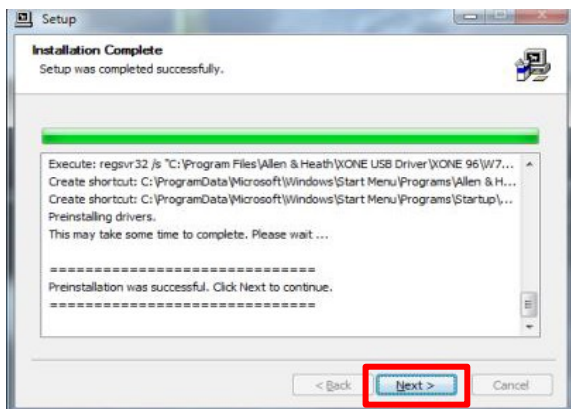 Setup
Installation Complete
Setup was completed successfully.
Execute: regsvr32 /s "C:\Program Files\Allen & Heath\XONE USB Driver\XONE 96\W7...
Create shortcut: C:\ProgramData\Microsoft\Windows\Start Menu\Programs\Allen & H...
Create shortcut: C:\ProgramData\Microsoft\Windows\Start Menu\Programs\Startup\,...
Preinstalling drivers.
This may take some time to complete. Please wait ...
==============================
Preinstallation was successful. Click Next to continue.
==============================
< Back
Next >
Cancel